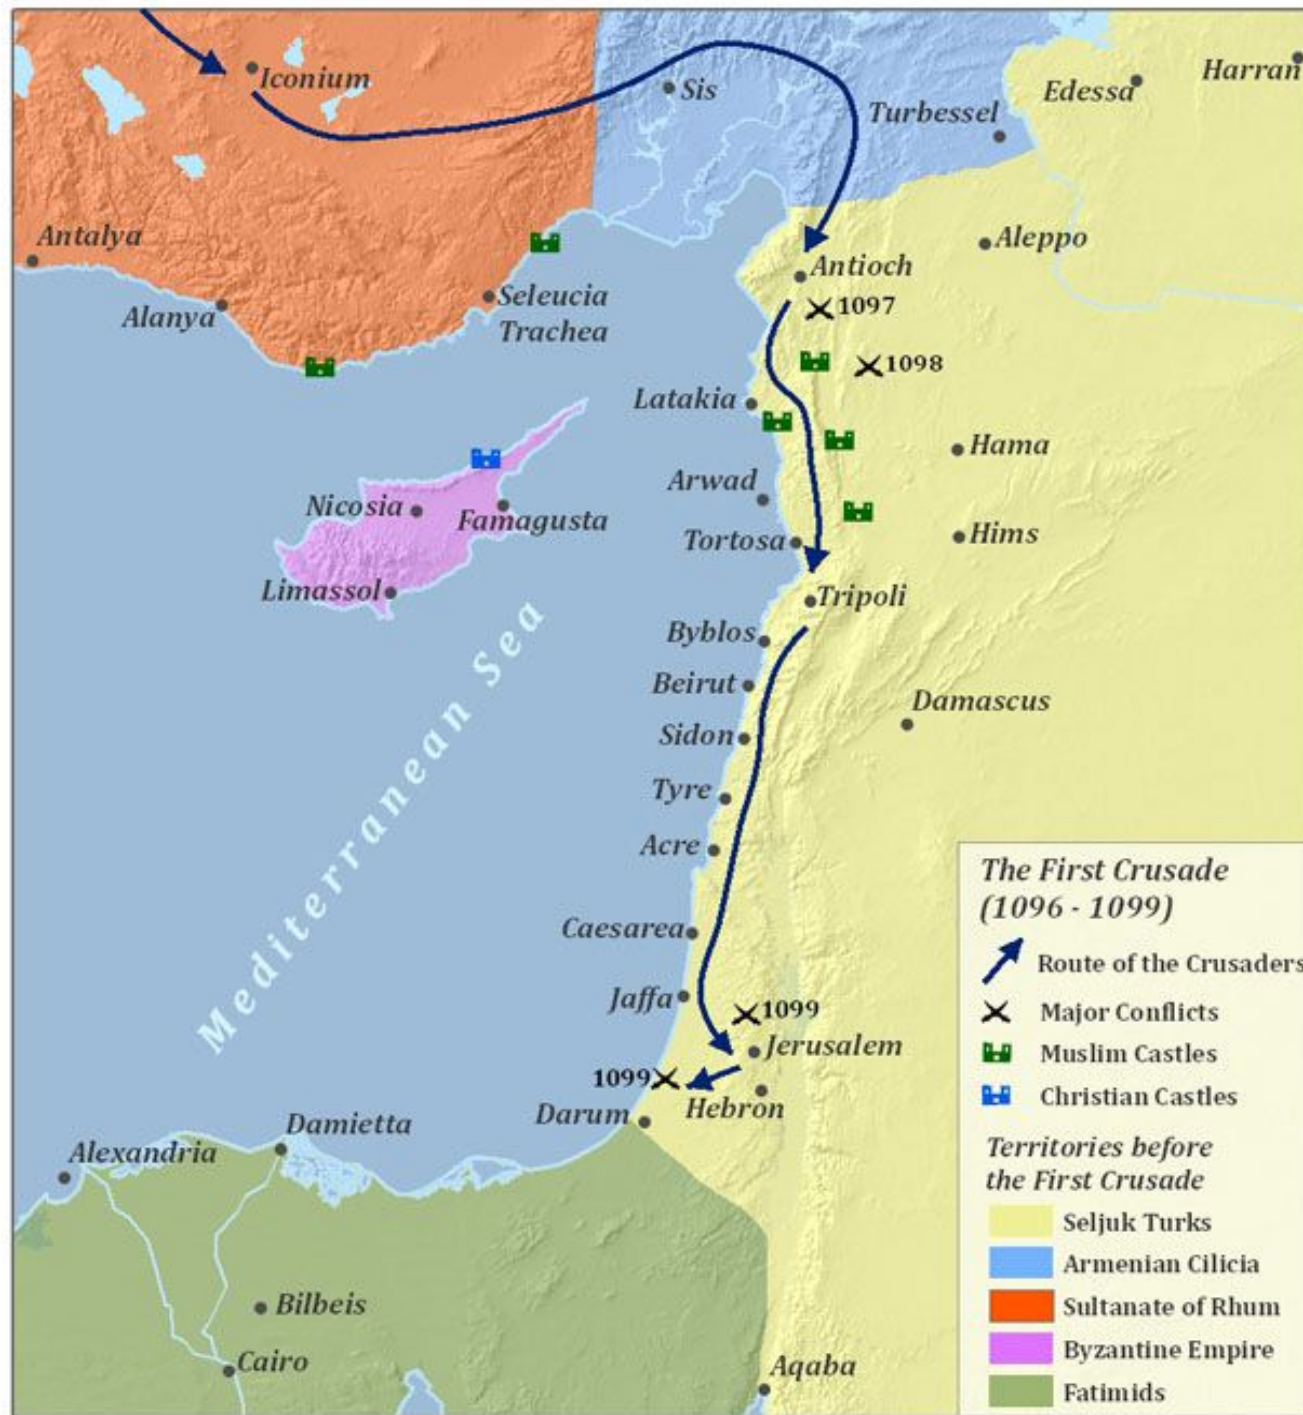 Iconium
Sis
Turbessel
Edessa
Harran
Antalya
Alanya
Seleucia
Trachea
Antioch
Aleppo
1097
1098
Latakia
Hama
Arwad
Nicosia
Famagusta
Tortosa
Hims
Limassol
Tripoli
Byblos
Beirut
Damascus
Sidon
Tyre
Acre
Mediterranean Sea
Caesarea
Jaffa
1099
Jerusalem
1099
Hebron
Darum
Damietta
Alexandria
Bilbeis
Cairo
Aqaba
The First Crusade
(1096 - 1099)
Route of the Crusaders
Major Conflicts
Muslim Castles
Christian Castles
Territories before
the First Crusade
Seljuk Turks
Armenian Cilicia
Sultanate of Rhum
Byzantine Empire
Fatimids